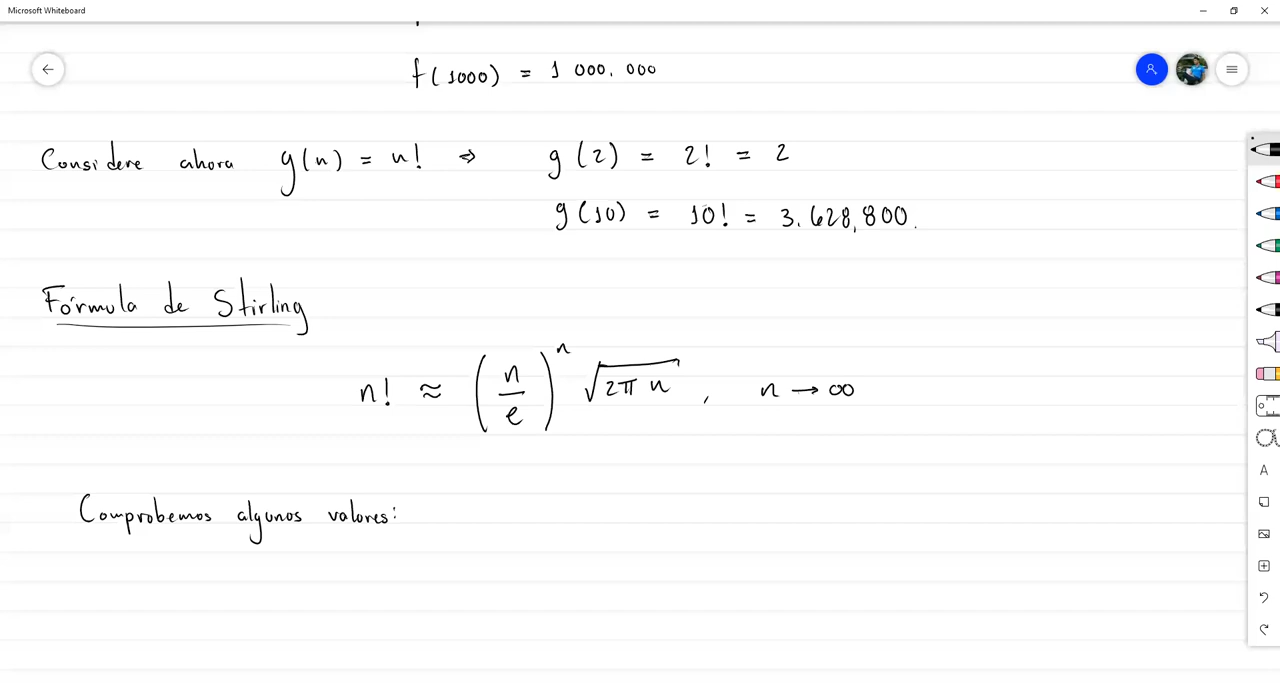 Microsoft Whiteboard
f(1000) = 1 000.000
Considere ahora g(n) = n! ⇒ g(2) = 2! = 2
g(10) = 10! = 3.628,800.
Fórmula de Stirling
n! ≈ (n/e)^n √(2π n) , n → ∞
Comprobemos algunos valores:
A